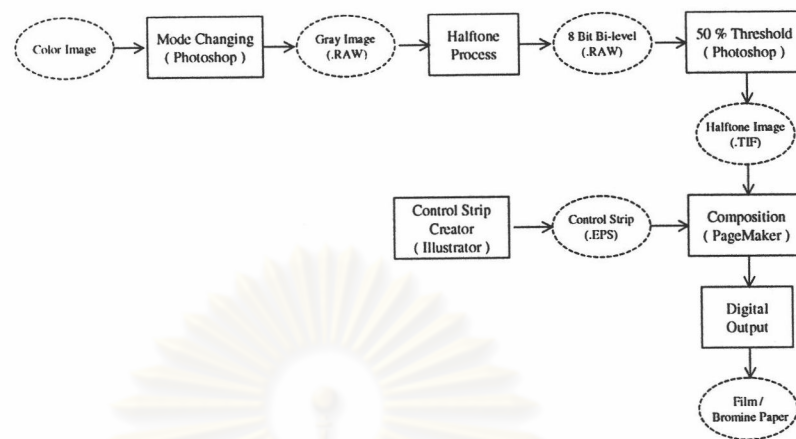 Color Image
Mode Changing
( Photoshop )
Gray Image
(.RAW)
Halftone
Process
8 Bit Bi-level
(.RAW)
50 % Threshold
( Photoshop )
Halftone Image
(.TIF)
Control Strip
Creator
( Illustrator )
Control Strip
(.EPS)
Composition
( PageMaker )
Digital
Output
Film /
Bromine Paper